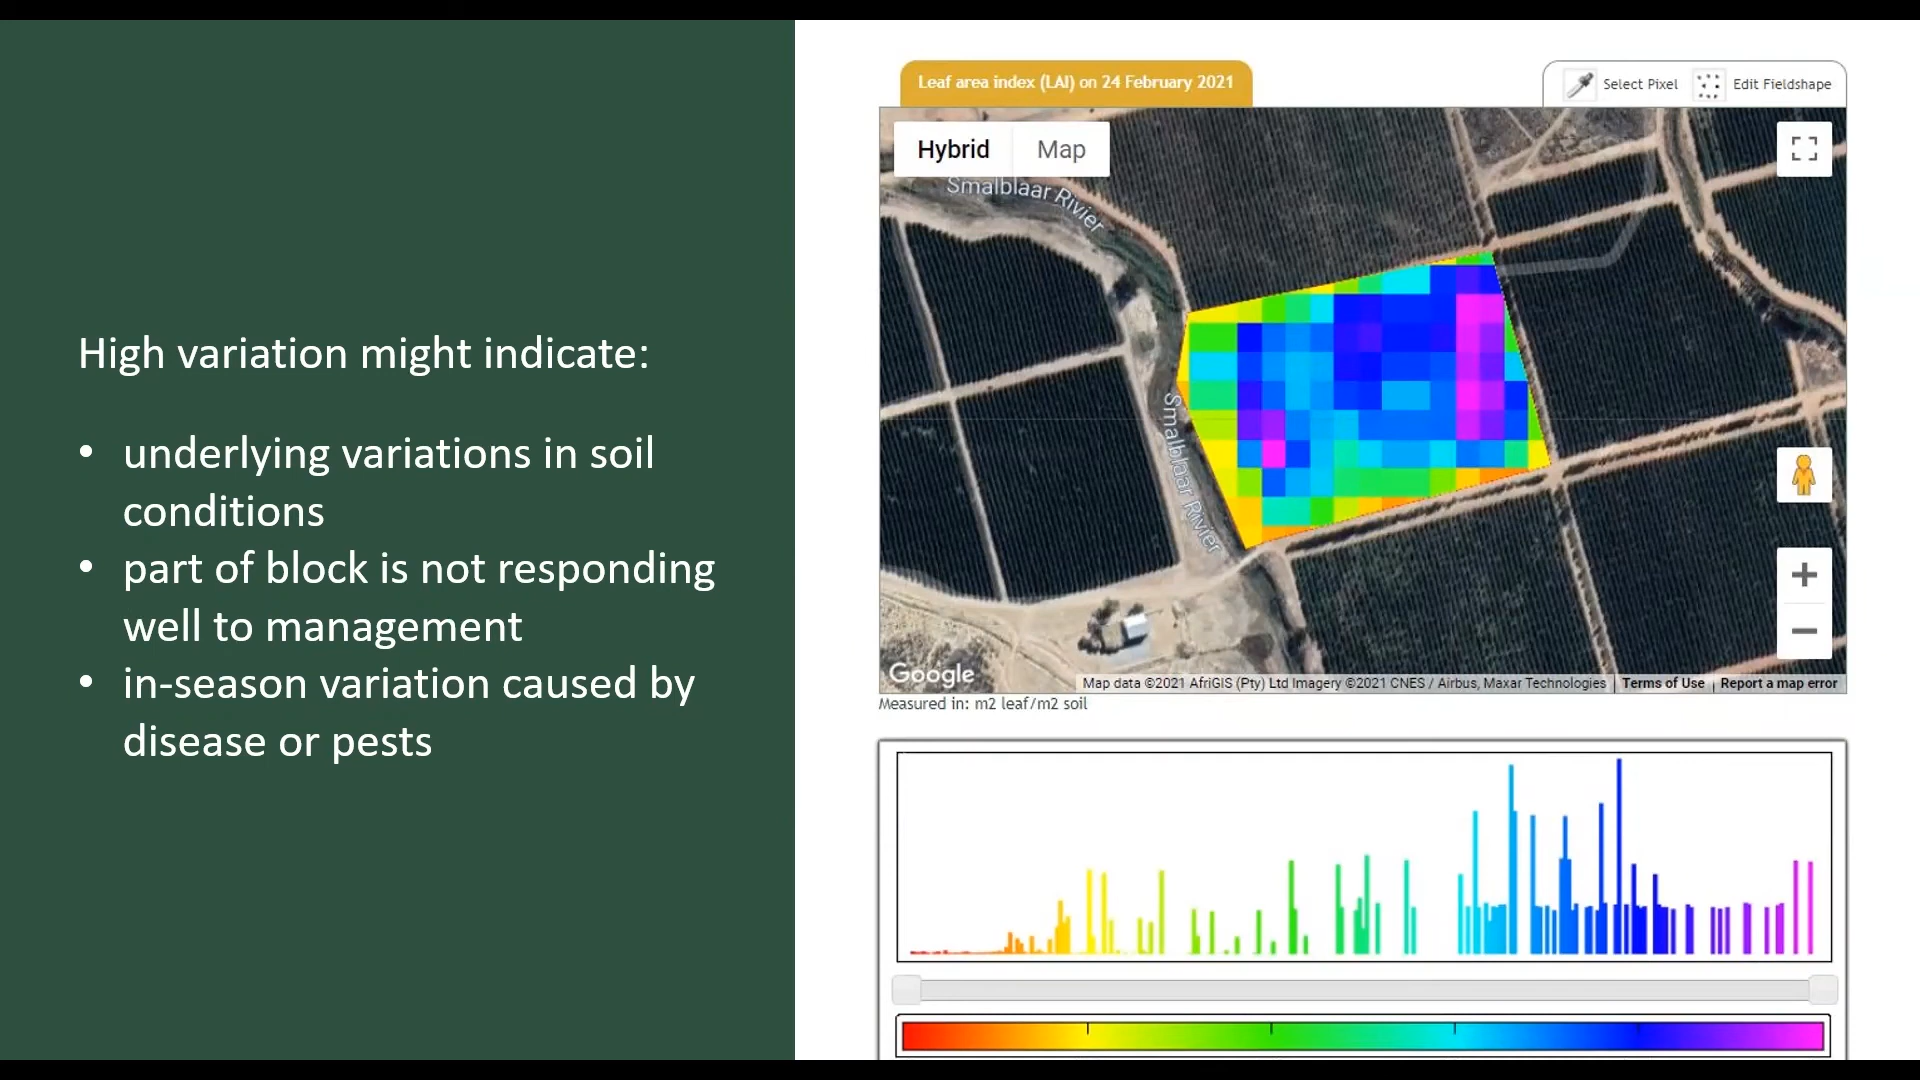 High variation might indicate:
• underlying variations in soil
conditions
• part of block is not responding
well to management
• in-season variation caused by
disease or pests
Leaf area index (LAI) on 24 February 2021
Select Pixel
Edit Fieldshape
Hybrid
Map
Smalblaar Rivier
Smalblaar Rivier
Google
Map data ©2021 AfriGIS (Pty) Ltd Imagery ©2021 CNES / Airbus, Maxar Technologies
Terms of Use
Report a map error
Measured in: m2 leaf/m2 soil